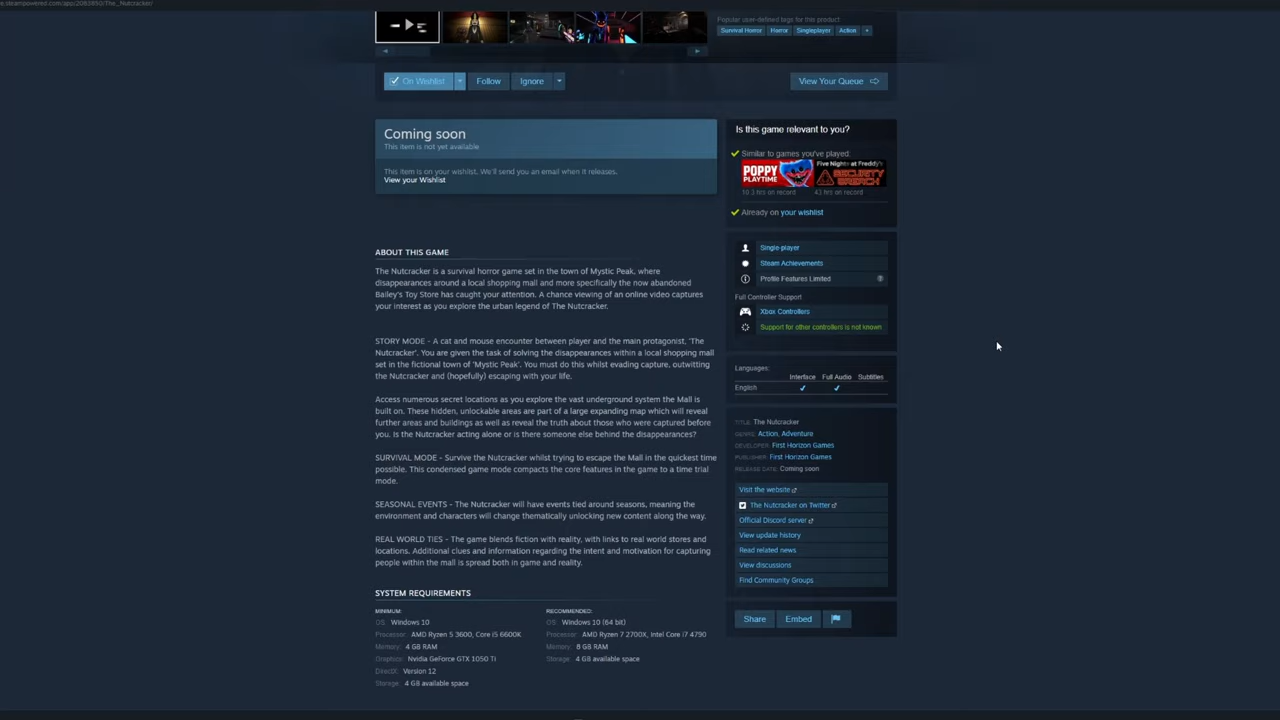 Popular user-defined tags for this product
Survival Horror Horror Singleplayer Action +
On Wishlist Follow Ignore View Your Queue
Coming soon
This item is not yet available
This item is on your wishlist. We'll send you an email when it releases.
View your Wishlist
ABOUT THIS GAME
The Nutcracker is a survival horror game set in the town of Mystic Peak, where
disappearances around a local shopping mall and more specifically the now abandoned
Bailey's Toy Store has caught your attention. A chance viewing of an online video captures
your interest as you explore the urban legend of The Nutcracker.
STORY MODE - A cat and mouse encounter between player and the main protagonist, 'The
Nutcracker'. You are given the task of solving the disappearances within a local shopping mall
set in the fictional town of 'Mystic Peak'. You must do this whilst evading capture, outwitting
the Nutcracker and (hopefully) escaping with your life.
Access numerous secret locations as you explore the vast underground system the Mall is
built on. These hidden, unlockable areas are part of a large expanding map which will reveal
further areas and buildings as well as reveal the truth about those who were captured before
you. Is the Nutcracker acting alone or is there someone else behind the disappearances?
SURVIVAL MODE - Survive the Nutcracker whilst trying to escape the Mall in the quickest time
possible. This condensed game mode compacts the core features in the game to a time trial
mode.
SEASONAL EVENTS - The Nutcracker will have events tied around seasons, meaning the
environment and characters will change thematically unlocking new content along the way.
REAL WORLD TIES - The game blends fiction with reality, with links to real world stores and
locations. Additional clues and information regarding the intent and motivation for capturing
people within the mall is spread both in game and reality.
SYSTEM REQUIREMENTS
MINIMUM:
OS: Windows 10
Processor: AMD Ryzen 5 3600, Core i5 6600K
Memory: 4 GB RAM
Graphics: Nvidia GeForce GTX 1050 Ti
DirectX: Version 12
Storage: 4 GB available space
RECOMMENDED:
OS: Windows 10 (64 bit)
Processor: AMD Ryzen 7 2700X, Intel Core i7 4790
Memory: 8 GB RAM
Storage: 4 GB available space
Is this game relevant to you?
Similar to games you've played:
POPPY PLAYTIME
Five Nights at Freddy's
SECURITY BREACH
Already on your wishlist
Single-player
Steam Achievements
Profile Features Limited ?
Full Controller Support
Xbox Controllers
Support for other controllers is not known
Languages:
Interface Full Audio Subtitles
English ✔ ✔
TITLE: The Nutcracker
GENRE: Action, Adventure
DEVELOPER: First Horizon Games
PUBLISHER: First Horizon Games
RELEASE DATE: Coming soon
Visit the website
The Nutcracker on Twitter
Official Discord server
View update history
Read related news
View discussions
Find Community Groups
Share Embed